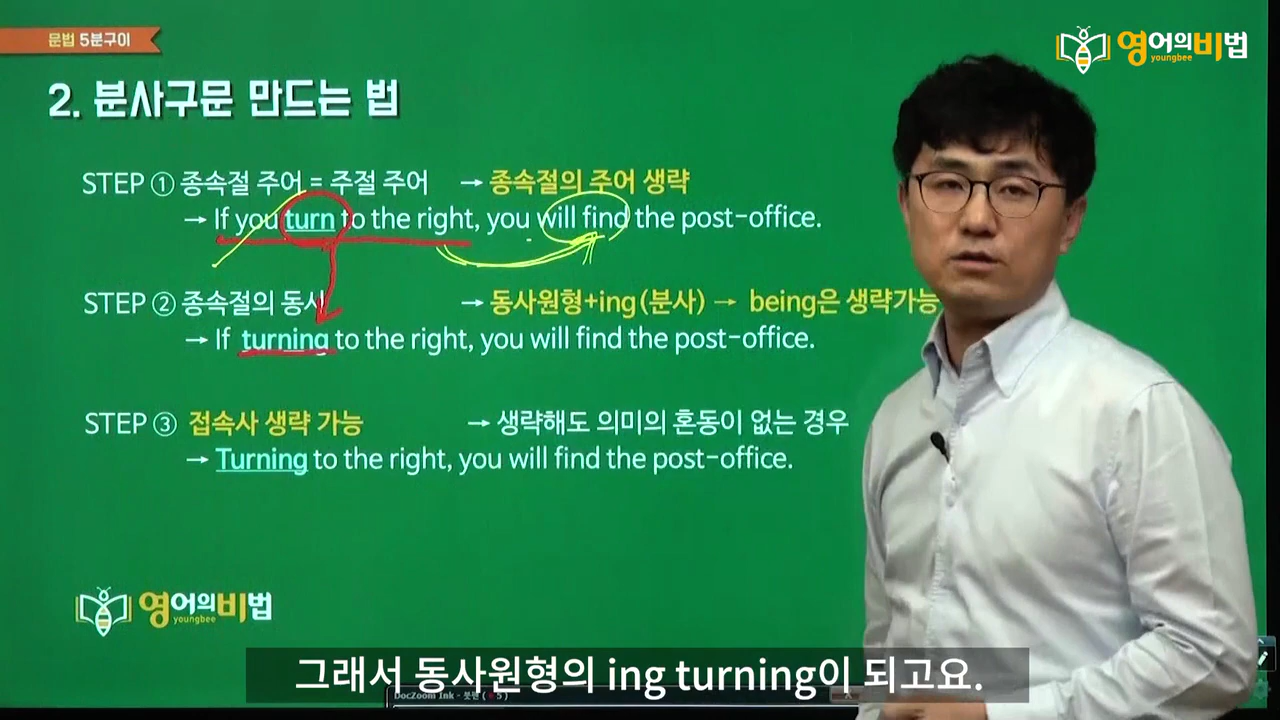 문법 5분구이
영어의비법
youngbee
2. 분사구문 만드는 법
STEP ① 종속절 주어 = 주절 주어 → 종속절의 주어 생략
→ If you turn to the right, you will find the post-office.
STEP ② 종속절의 동사 → 동사원형+ing(분사) → being은 생략가능
→ If turning to the right, you will find the post-office.
STEP ③ 접속사 생략 가능 → 생략해도 의미의 혼동이 없는 경우
→ Turning to the right, you will find the post-office.
영어의비법
youngbee
그래서 동사원형의 ing turning이 되고요.
DocZoom Ink - 붓펜 ( 5 )